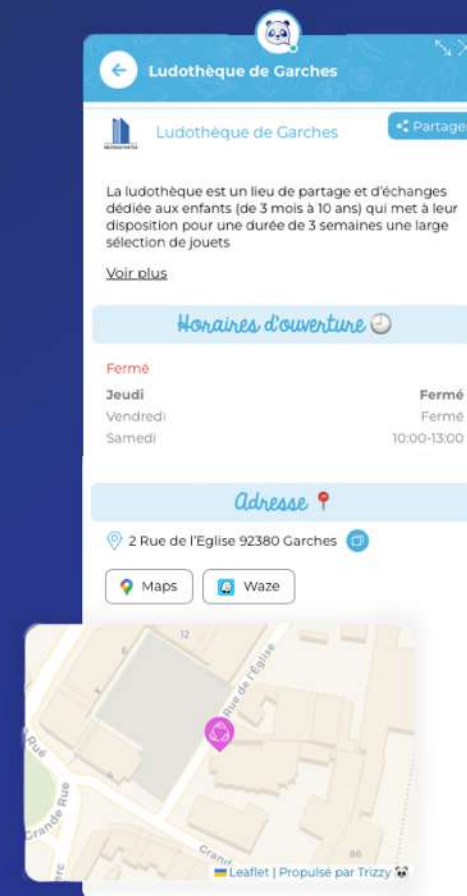 Ludothèque de Garches
Ludothèque de Garches
Partager
La ludothèque est un lieu de partage et d'échanges
dédiée aux enfants (de 3 mois à 10 ans) qui met à leur
disposition pour une durée de 3 semaines une large
sélection de jouets
Voir plus
Horaires d'ouverture
Fermé
Jeudi Fermé
Vendredi Fermé
Samedi 10:00-13:00
Adresse
2 Rue de l'Eglise 92380 Garches
Maps Waze
12
Rue de l'Église
Rue
Grande Rue
Grand
86
Leaflet | Propulsé par Trizzy